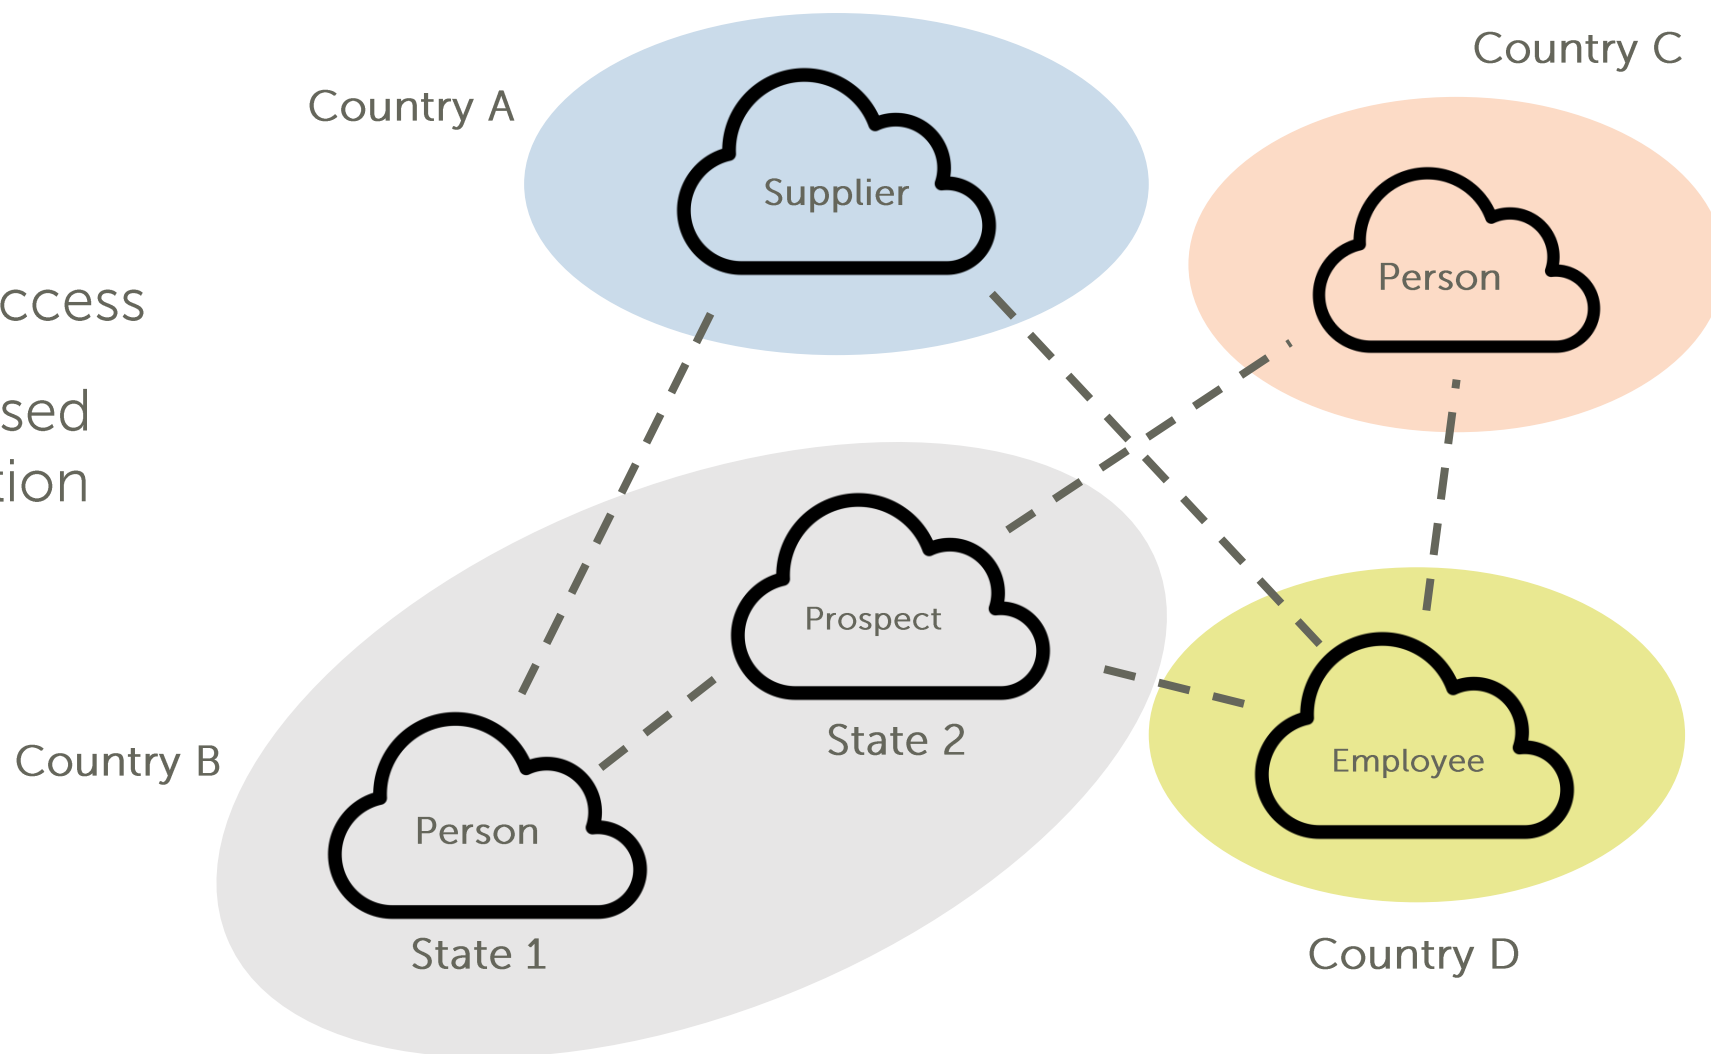 ccess
sed
tion
Country A
Supplier
Country C
Person
Prospect
State 2
Country B
Person
State 1
Employee
Country D